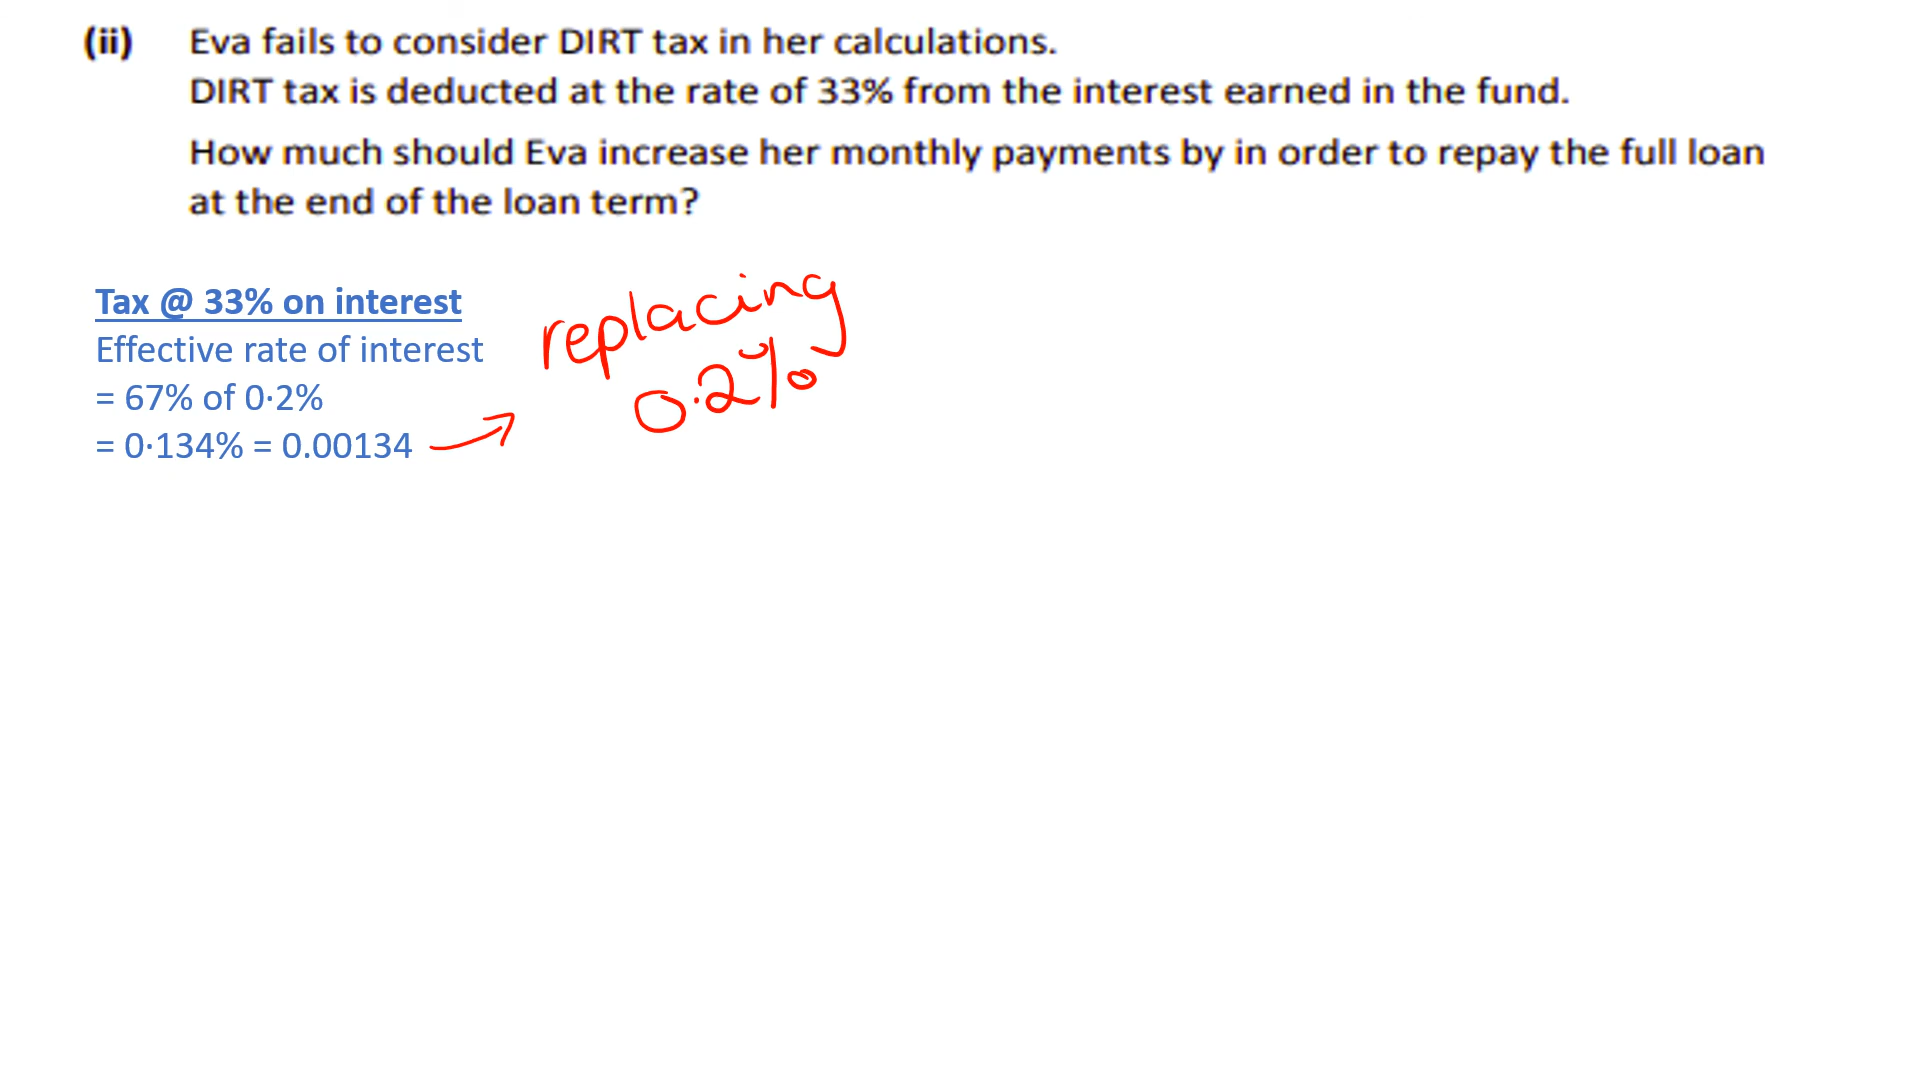 (ii) Eva fails to consider DIRT tax in her calculations.
DIRT tax is deducted at the rate of 33% from the interest earned in the fund.
How much should Eva increase her monthly payments by in order to repay the full loan
at the end of the loan term?
Tax @ 33% on interest
Effective rate of interest
= 67% of 0·2%
= 0·134% = 0.00134
replacing
0.2%